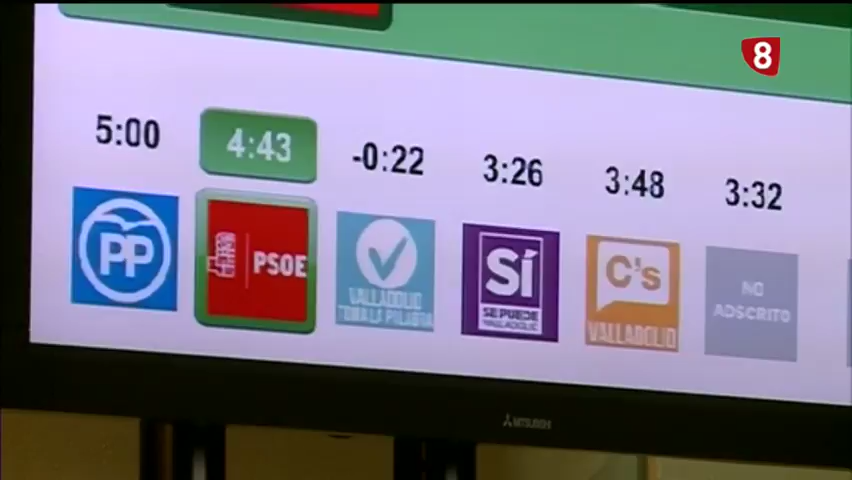 8
5:00
4:43
-0:22
3:26
3:48
3:32
PP
PSOE
VALLADOLID
TOMA LA PALABRA
Sí
SE PUEDE
VALLADOLID
C's
VALLADOLID
NO
ADSCRITO
MITSUBISHI